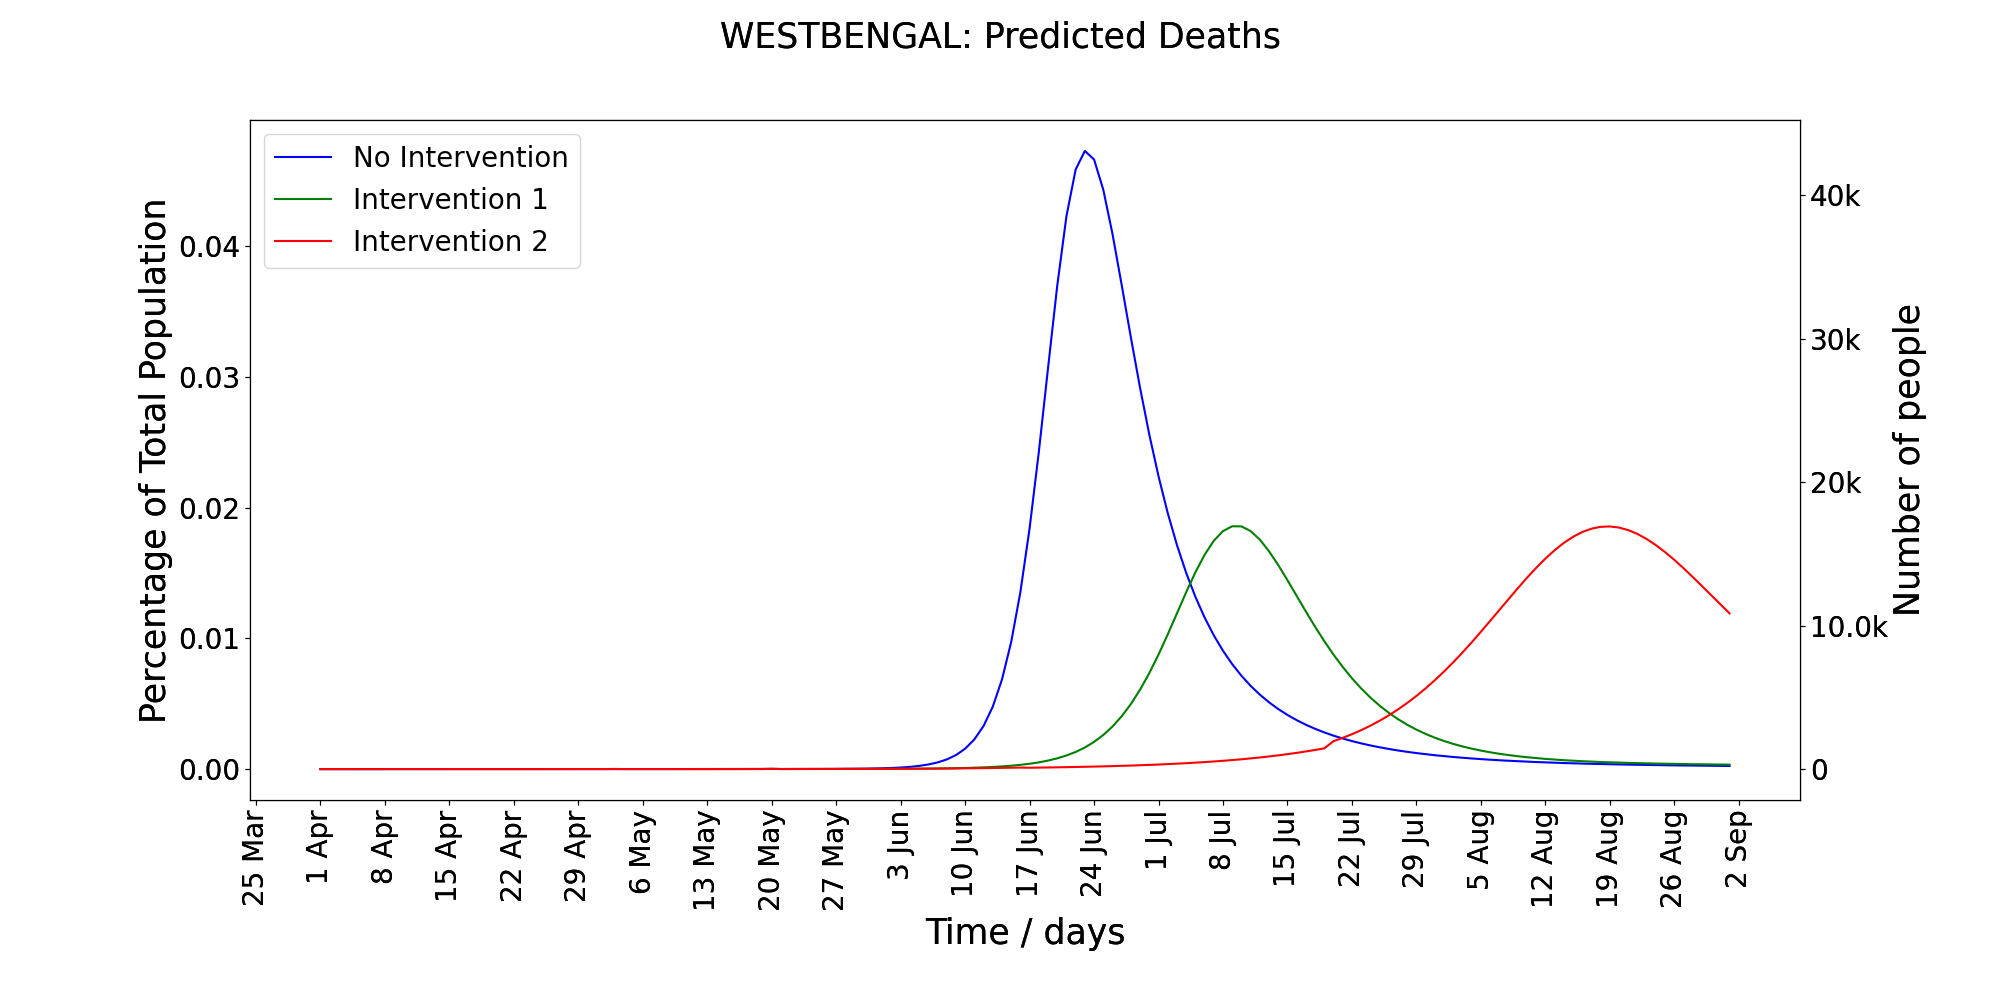 WESTBENGAL: Predicted Deaths
No Intervention
Intervention 1
Intervention 2
Percentage of Total Population
0.04
0.03
0.02
0.01
0.00
40k
30k
20k
10.0k
0
Number of people
25 Mar
1 Apr
8 Apr
15 Apr
22 Apr
29 Apr
6 May
13 May
20 May
27 May
3 Jun
10 Jun
17 Jun
24 Jun
1 Jul
8 Jul
15 Jul
22 Jul
29 Jul
5 Aug
12 Aug
19 Aug
26 Aug
2 Sep
Time / days